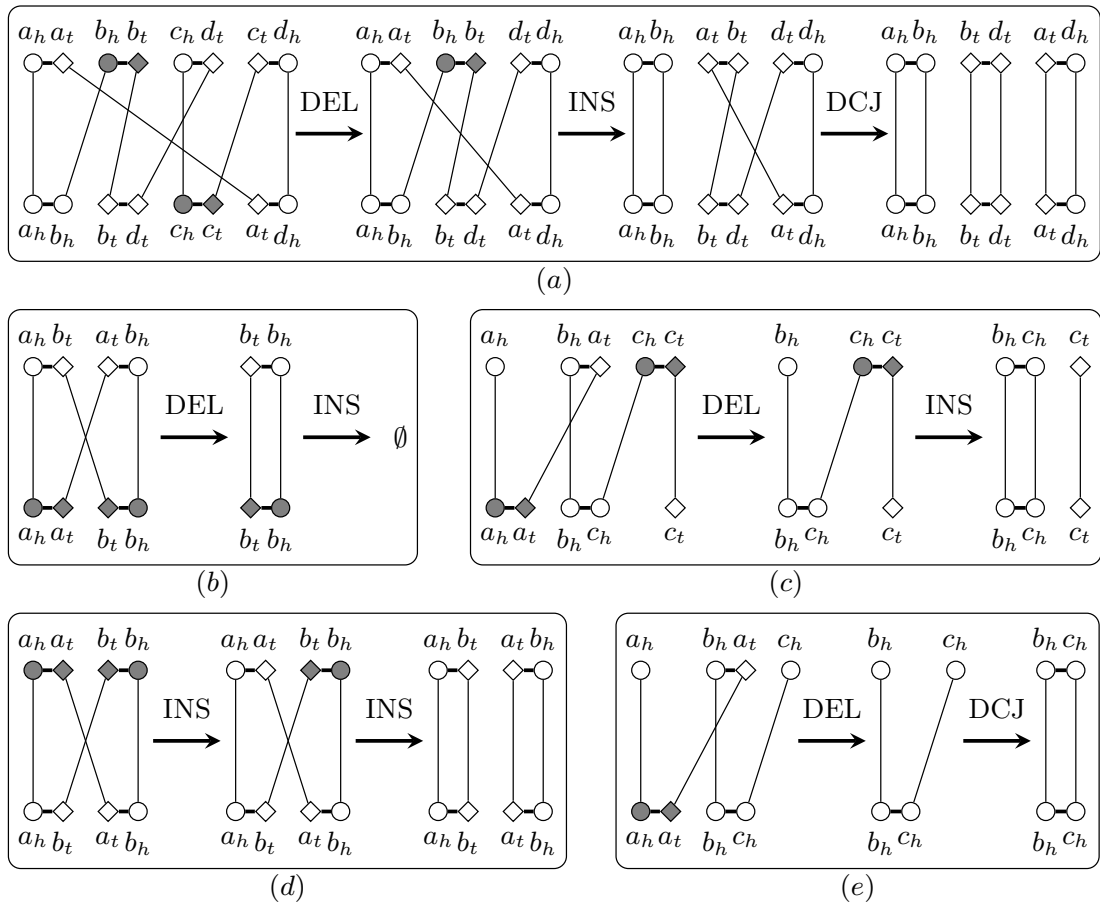 a_h a_t b_h b_t c_h d_t c_t d_h a_h a_t b_h b_t d_t d_h a_h b_h a_t b_t d_t d_h a_h b_h b_t d_t a_t d_h
DEL INS DCJ
a_h b_h b_t d_t c_h c_t a_t d_h a_h b_h b_t d_t a_t d_h a_h b_h b_t d_t a_t d_h a_h b_h b_t d_t a_t d_h
(a)
a_h b_t a_t b_h b_t b_h
DEL INS
∅
a_h a_t b_t b_h b_t b_h
(b)
a_h b_h a_t c_h c_t b_h c_h c_t b_h c_h c_t
DEL INS
a_h a_t b_h c_h c_t b_h c_h c_t b_h c_h c_t
(c)
a_h a_t b_t b_h a_h a_t b_t b_h a_h b_t a_t b_h
INS INS
a_h b_t a_t b_h a_h b_t a_t b_h a_h b_t a_t b_h
(d)
a_h b_h a_t c_h b_h c_h b_h c_h
DEL DCJ
a_h a_t b_h c_h b_h c_h b_h c_h
(e)